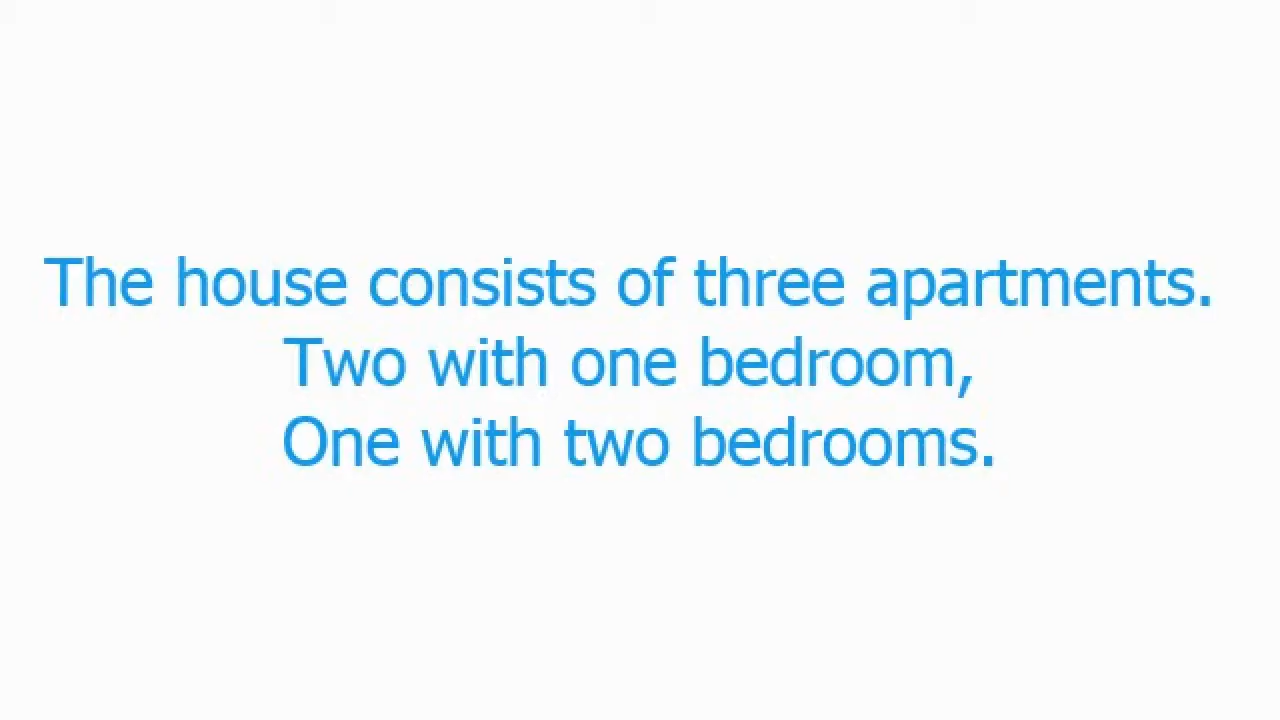 The house consists of three apartments.
Two with one bedroom,
One with two bedrooms.